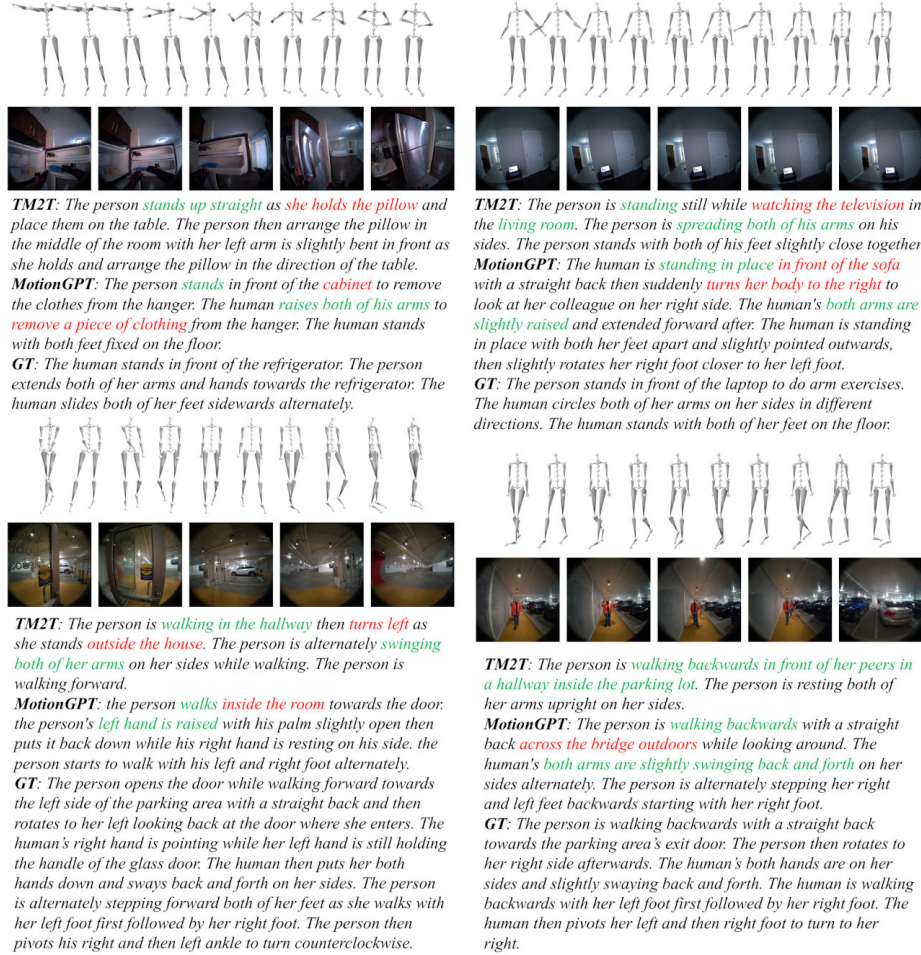 TM2T: The person stands up straight as she holds the pillow and
place them on the table. The person then arrange the pillow in
the middle of the room with her left arm is slightly bent in front as
she holds and arrange the pillow in the direction of the table.
MotionGPT: The person stands in front of the cabinet to remove
the clothes from the hanger. The human raises both of his arms to
remove a piece of clothing from the hanger. The human stands
with both feet fixed on the floor.
GT: The human stands in front of the refrigerator. The person
extends both of her arms and hands towards the refrigerator. The
human slides both of her feet sidewards alternately.
TM2T: The person is standing still while watching the television in
the living room. The person is spreading both of his arms on his
sides. The person stands with both of his feet slightly close together.
MotionGPT: The human is standing in place in front of the sofa
with a straight back then suddenly turns her body to the right to
look at her colleague on her right side. The human's both arms are
slightly raised and extended forward after. The human is standing
in place with both her feet apart and slightly pointed outwards,
then slightly rotates her right foot closer to her left foot.
GT: The person stands in front of the laptop to do arm exercises.
The human circles both of her arms on her sides in different
directions. The human stands with both of her feet on the floor.
TM2T: The person is walking in the hallway then turns left as
she stands outside the house. The person is alternately swinging
both of her arms on her sides while walking. The person is
walking forward.
MotionGPT: the person walks inside the room towards the door.
the person's left hand is raised with his palm slightly open then
puts it back down while his right hand is resting on his side. the
person starts to walk with his left and right foot alternately.
GT: The person opens the door while walking forward towards
the left side of the parking area with a straight back and then
rotates to her left looking back at the door where she enters. The
human's right hand is pointing while her left hand is still holding
the handle of the glass door. The human then puts her both
hands down and sways back and forth on her sides. The person
is alternately stepping forward both of her feet as she walks with
her left foot first followed by her right foot. The person then
pivots his right and then left ankle to turn counterclockwise.
TM2T: The person is walking backwards in front of her peers in
a hallway inside the parking lot. The person is resting both of
her arms upright on her sides.
MotionGPT: The person is walking backwards with a straight
back across the bridge outdoors while looking around. The
human's both arms are slightly swinging back and forth on her
sides alternately. The person is alternately stepping her right
and left feet backwards starting with her right foot.
GT: The person is walking backwards with a straight back
towards the parking area's exit door. The person then rotates to
her right side afterwards. The human's both hands are on her
sides and slightly swaying back and forth. The human is walking
backwards with her left foot first followed by her right foot. The
human then pivots her left and then right foot to turn to her
right.